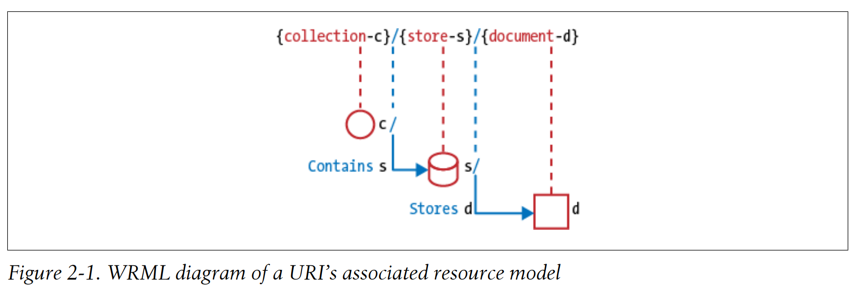 {collection-c}/{store-s}/{document-d}
c/
Contains s
s/
Stores d
d
Figure 2-1. WRML diagram of a URI’s associated resource model